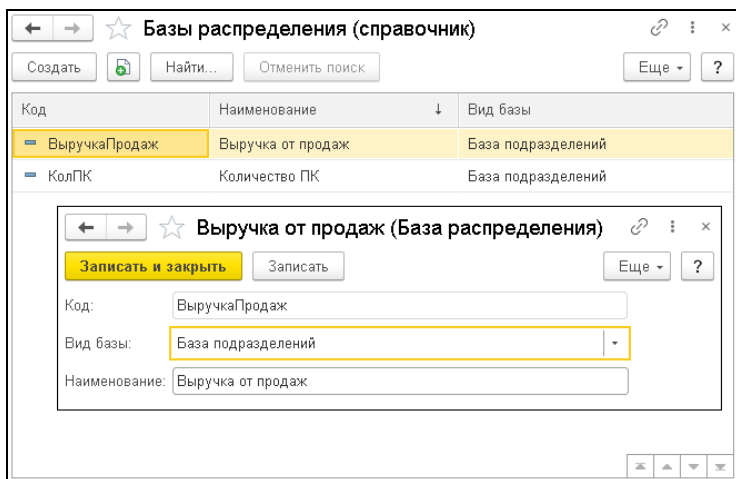 Базы распределения (справочник)
Создать Найти... Отменить поиск Еще ?
Код Наименование ↓ Вид базы
ВыручкаПродаж Выручка от продаж База подразделений
КолПК Количество ПК База подразделений
Выручка от продаж (База распределения)
Записать и закрыть Записать Еще ?
Код: ВыручкаПродаж
Вид базы: База подразделений
Наименование: Выручка от продаж